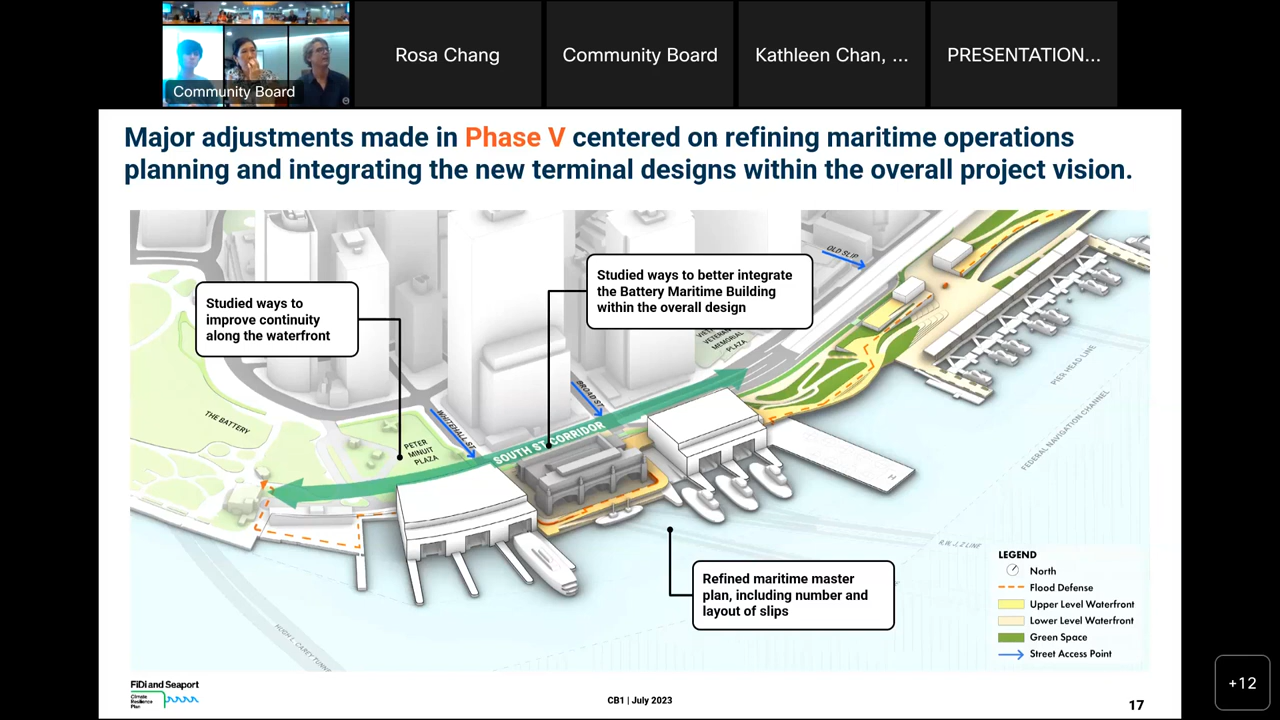 Community Board
Rosa Chang
Community Board
Kathleen Chan, ...
PRESENTATION...
Major adjustments made in Phase V centered on refining maritime operations
planning and integrating the new terminal designs within the overall project vision.
Studied ways to
improve continuity
along the waterfront
Studied ways to better integrate
the Battery Maritime Building
within the overall design
OLD SLIP
VETERANS
MEMORIAL
PLAZA
PIER HEAD LINE
FEDERAL NAVIGATION CHANNEL
THE BATTERY
PETER
MINUIT
PLAZA
WHITEHALL ST
BROAD ST
SOUTH ST CORRIDOR
H
Refined maritime master
plan, including number and
layout of slips
LEGEND
North
Flood Defense
Upper Level Waterfront
Lower Level Waterfront
Green Space
Street Access Point
FiDi and Seaport
Climate
Resilience
Plan
CB1 | July 2023
17
+12